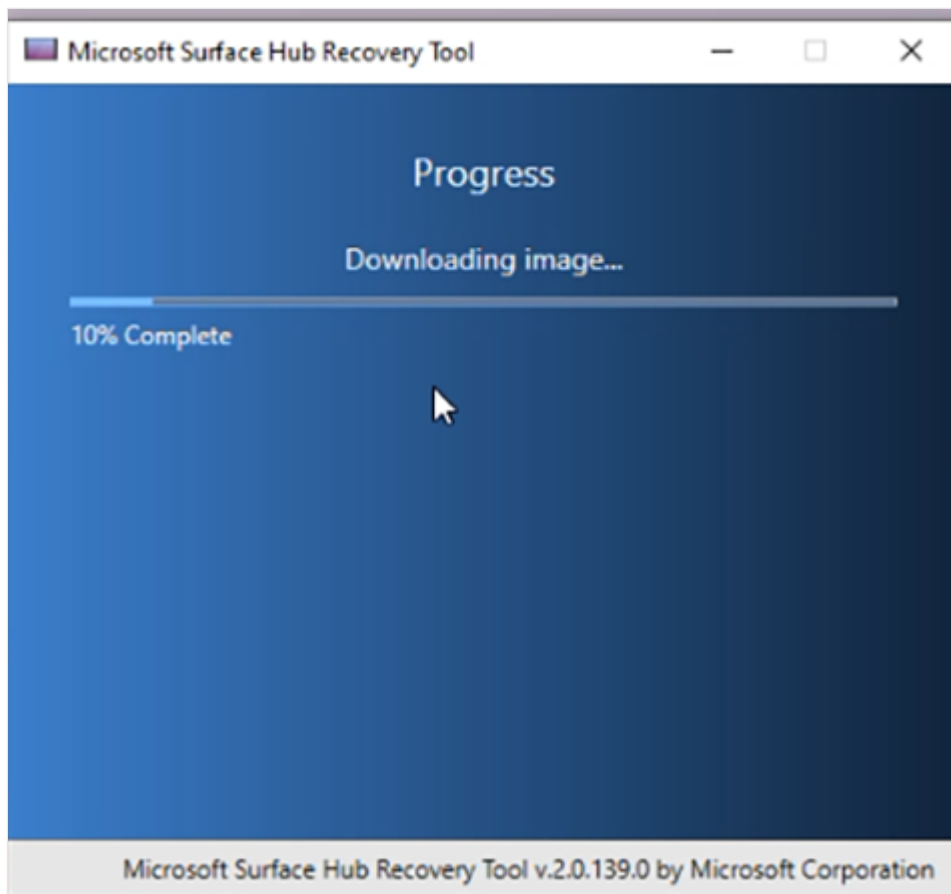 Microsoft Surface Hub Recovery Tool
Progress
Downloading image...
10% Complete
Microsoft Surface Hub Recovery Tool v.2.0.139.0 by Microsoft Corporation